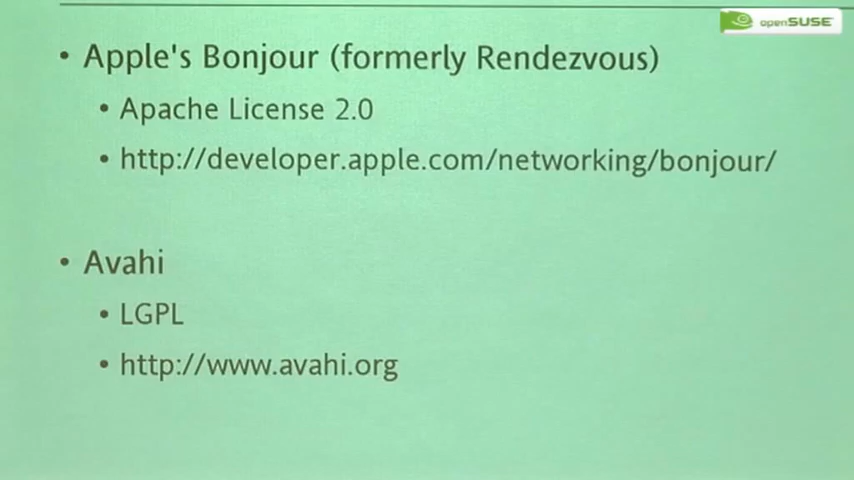 openSUSE
• Apple's Bonjour (formerly Rendezvous)
• Apache License 2.0
• http://developer.apple.com/networking/bonjour/
• Avahi
• LGPL
• http://www.avahi.org